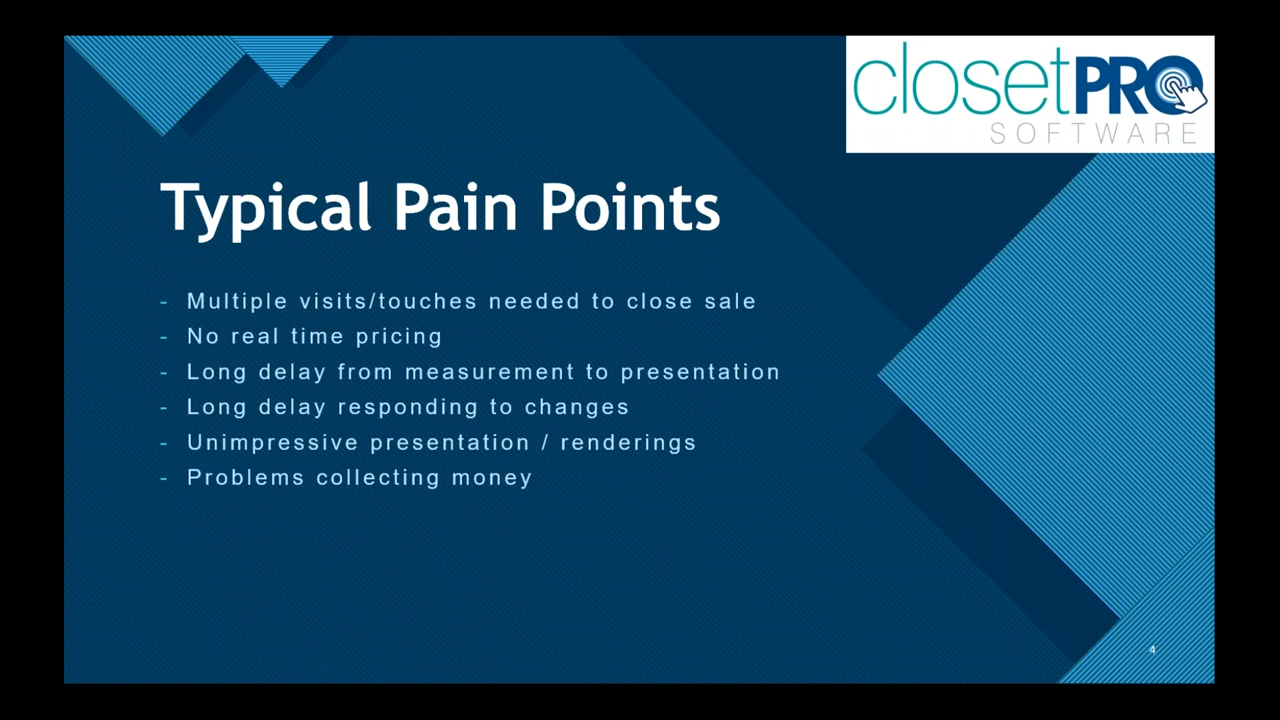 closetPRO
SOFTWARE
Typical Pain Points
- Multiple visits/touches needed to close sale
- No real time pricing
- Long delay from measurement to presentation
- Long delay responding to changes
- Unimpressive presentation / renderings
- Problems collecting money
4